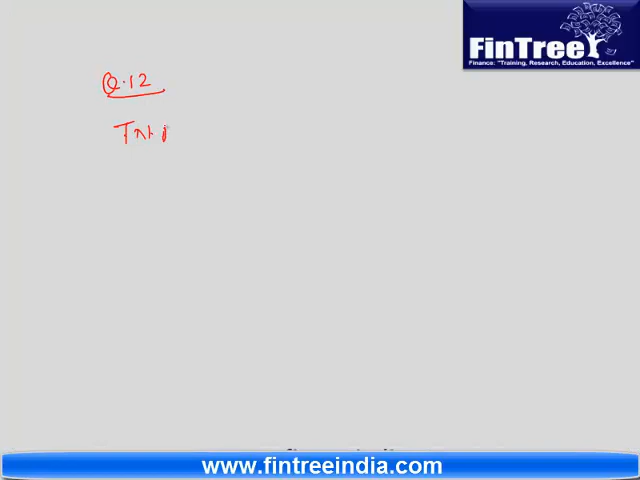 FinTree
Finance: "Training, Research, Education, Excellence"
Q.12
www.fintreeindia.com